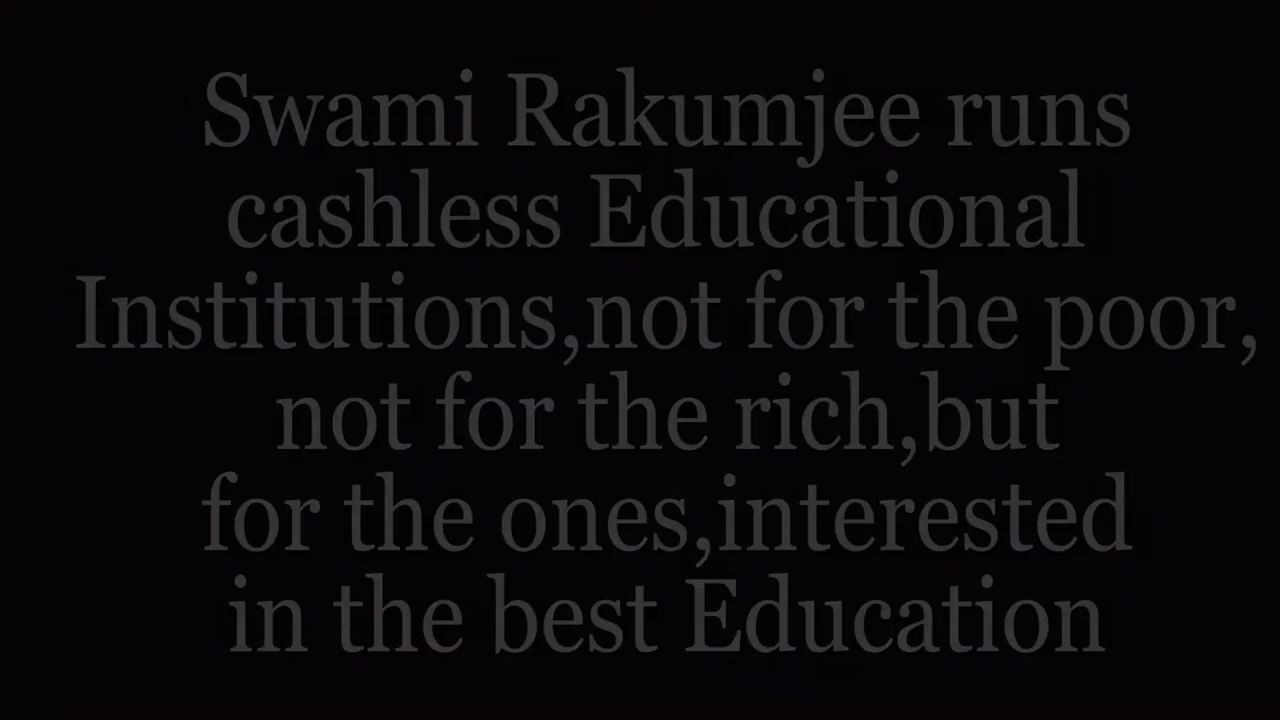 Swami Rakumjee runs
cashless Educational
Institutions,not for the poor,
not for the rich,but
for the ones,interested
in the best Education